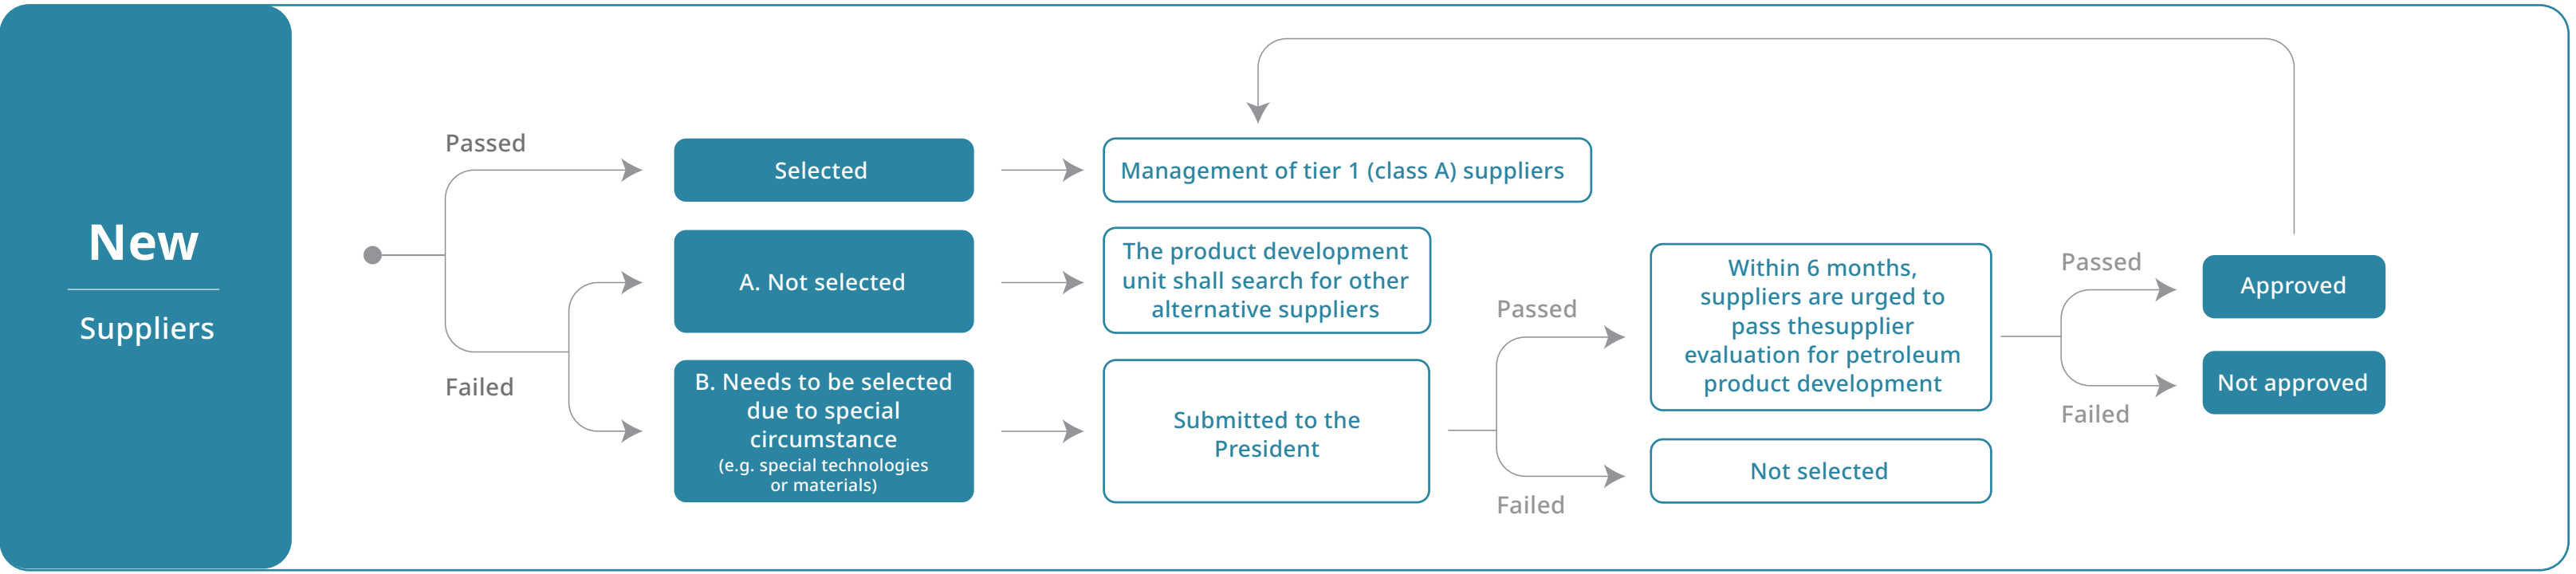 New
Suppliers
Passed
Failed
Selected
Management of tier 1 (class A) suppliers
A. Not selected
The product development
unit shall search for other
alternative suppliers
B. Needs to be selected
due to special
circumstance
(e.g. special technologies
or materials)
Submitted to the
President
Passed
Failed
Within 6 months,
suppliers are urged to
pass thesupplier
evaluation for petroleum
product development
Not selected
Passed
Failed
Approved
Not approved